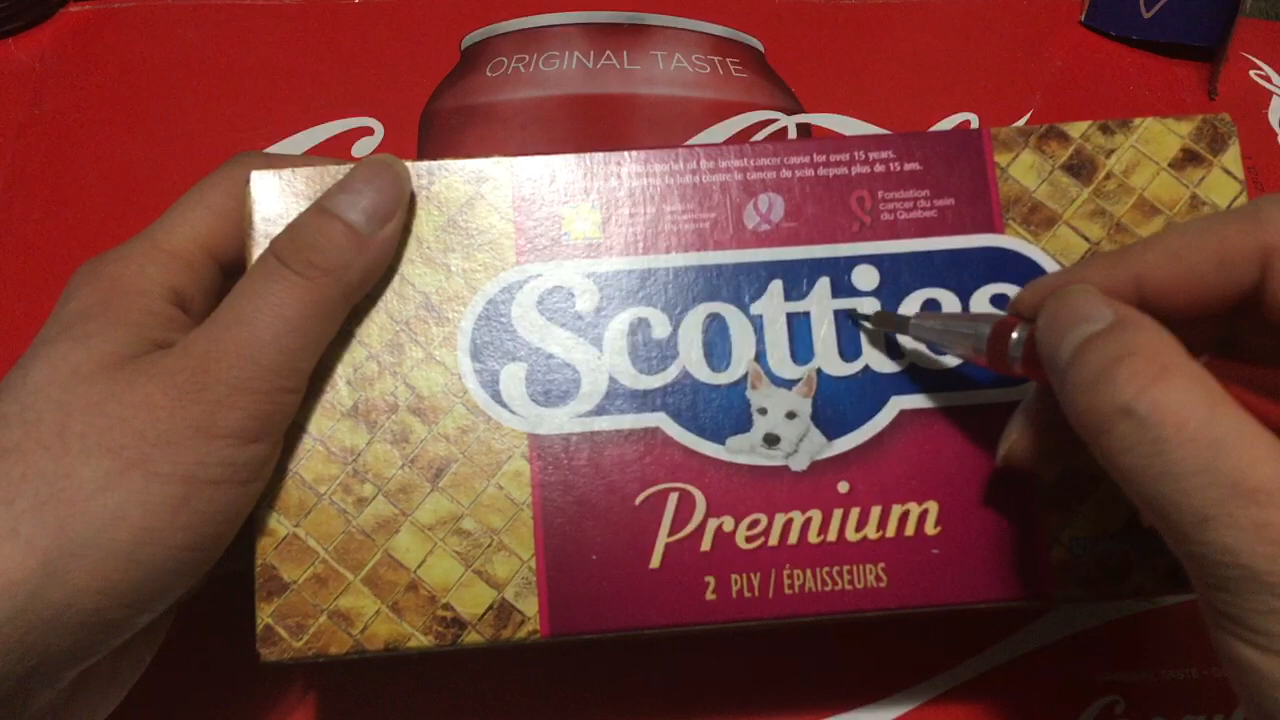 ORIGINAL TASTE
of the breast cancer cause for over 15 years.
la lutte contre le cancer du sein depuis plus de 15 ans.
Fondation
cancer du sein
du Québec
Scotties
Premium
2 PLY / ÉPAISSEURS